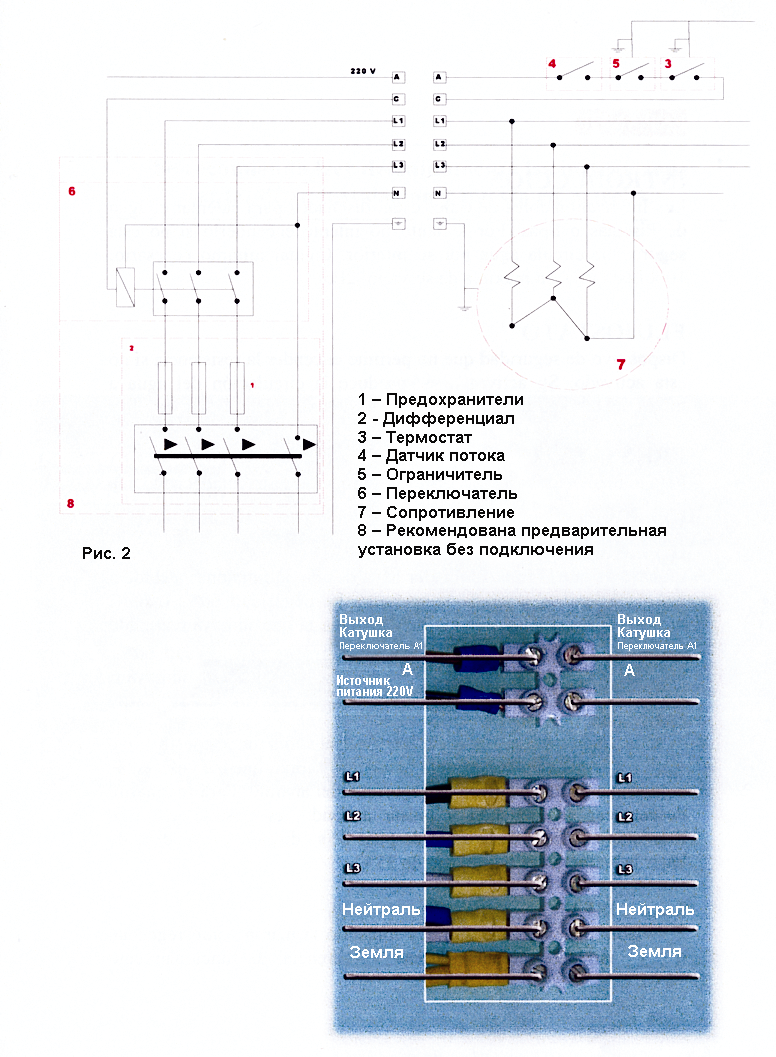 220 V
A
A
4
5
3
C
C
L1
L1
L2
L2
L3
L3
N
N
6
2
1
7
8
1 – Предохранители
2 - Дифференциал
3 – Термостат
4 – Датчик потока
5 – Ограничитель
6 – Переключатель
7 – Сопротивление
8 – Рекомендована предварительная
установка без подключения
Рис. 2
Выход
Катушка
Переключатель A1
A
Выход
Катушка
Переключатель A1
A
Источник
питания 220V
L1
L1
L2
L2
L3
L3
Нейтраль
Нейтраль
Земля
Земля